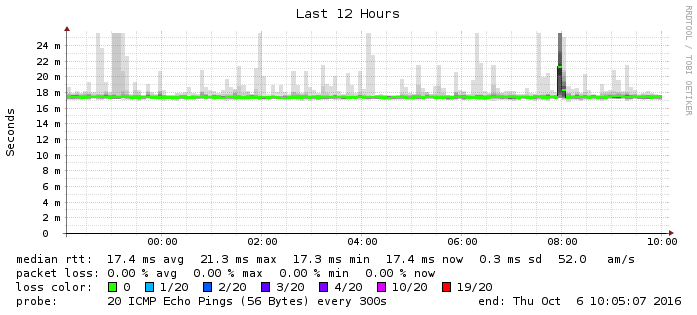 Last 12 Hours
RRDTOOL / TOBI OETIKER
Seconds
24 m
22 m
20 m
18 m
16 m
14 m
12 m
10 m
8 m
6 m
4 m
2 m
0
00:00 02:00 04:00 06:00 08:00 10:00
median rtt: 17.4 ms avg 21.3 ms max 17.3 ms min 17.4 ms now 0.3 ms sd 52.0 am/s
packet loss: 0.00 % avg 0.00 % max 0.00 % min 0.00 % now
loss color: 0 1/20 2/20 3/20 4/20 10/20 19/20
probe: 20 ICMP Echo Pings (56 Bytes) every 300s end: Thu Oct 6 10:05:07 2016